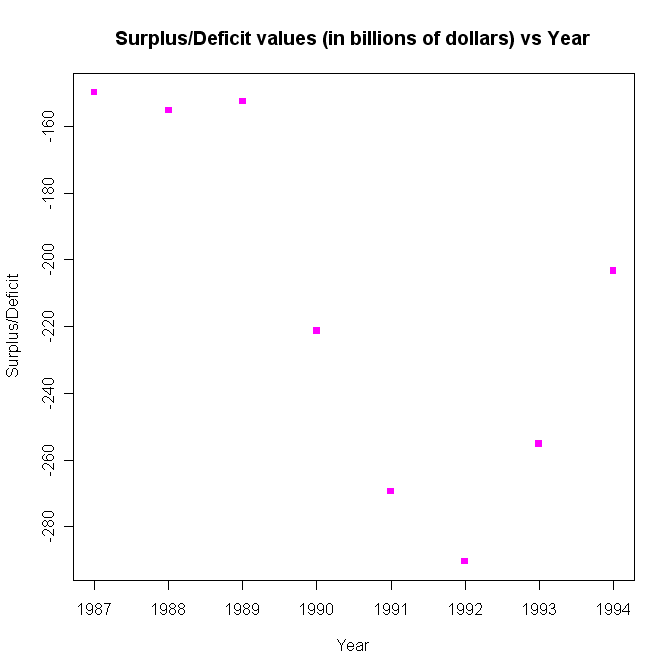 Surplus/Deficit values (in billions of dollars) vs Year
Surplus/Deficit
-160
-180
-200
-220
-240
-260
-280
1987 1988 1989 1990 1991 1992 1993 1994
Year